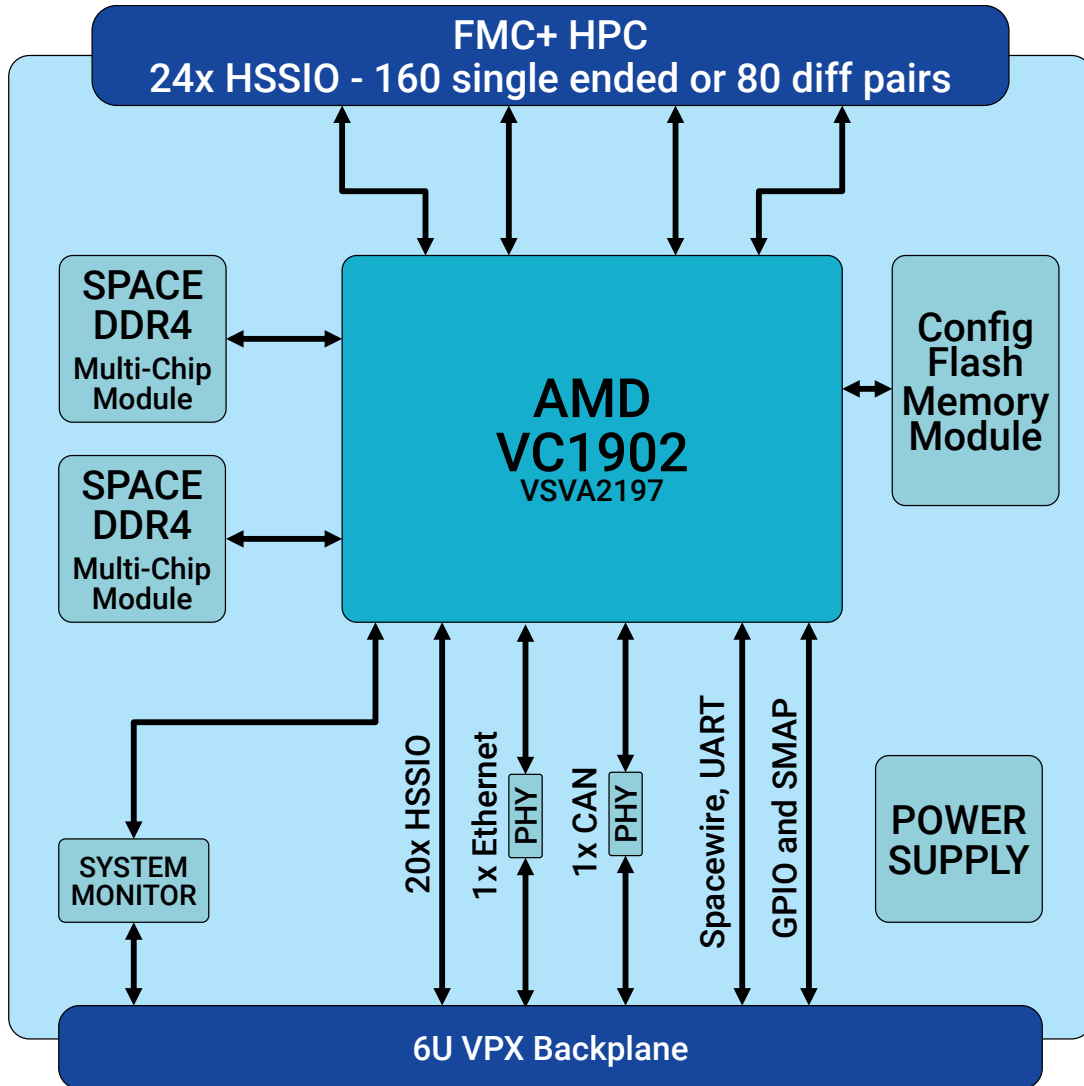 FMC+ HPC
24x HSSIO - 160 single ended or 80 diff pairs
SPACE
DDR4
Multi-Chip
Module
AMD
VC1902
VSVA2197
Config
Flash
Memory
Module
SPACE
DDR4
Multi-Chip
Module
SYSTEM
MONITOR
20x HSSIO
1x Ethernet
PHY
1x CAN
PHY
Spacewire, UART
GPIO and SMAP
POWER
SUPPLY
6U VPX Backplane